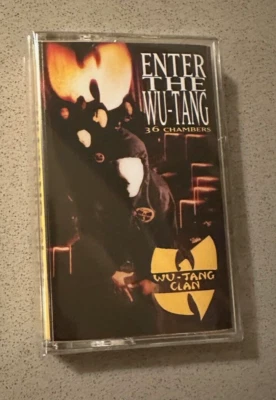 ENTER
THE
WU-TANG
36 CHAMBERS
WU-TANG
CLAN